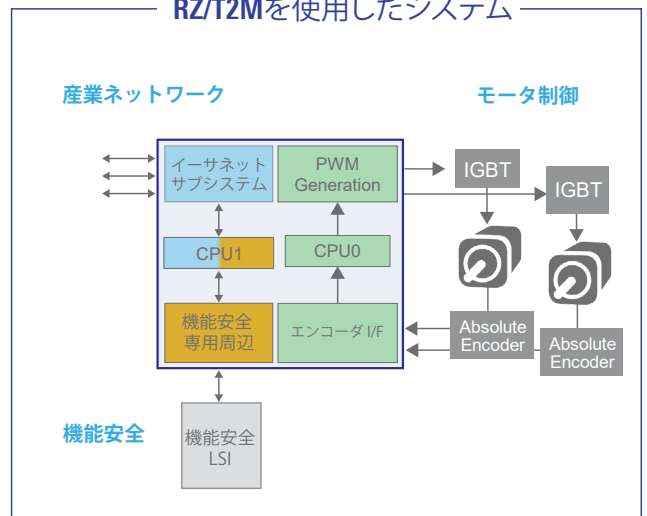 RZ/T2Mを使用したシステム
産業ネットワーク
モータ制御
イーサネット
サブシステム
PWM
Generation
IGBT
IGBT
CPU1
CPU0
機能安全
専用周辺
エンコーダ I/F
Absolute
Encoder
Absolute
Encoder
機能安全
機能安全
LSI